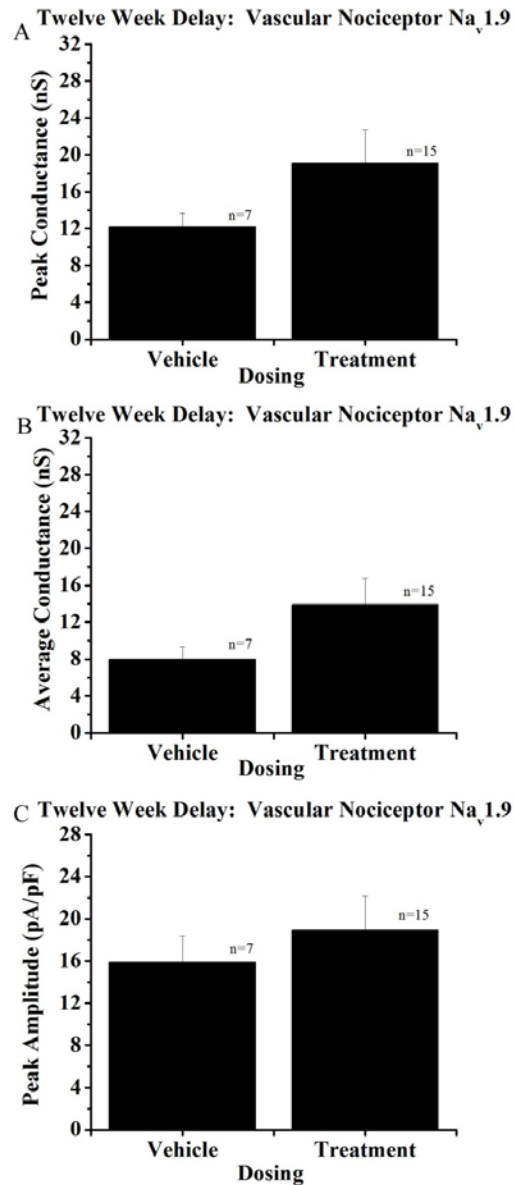 A Twelve Week Delay: Vascular Nociceptor Naᵥ1.9
Peak Conductance (nS)
32
28
24
20
16
12
8
4
0
n=7
n=15
Vehicle Treatment
Dosing
B Twelve Week Delay: Vascular Nociceptor Naᵥ1.9
Average Conductance (nS)
32
28
24
20
16
12
8
4
0
n=7
n=15
Vehicle Treatment
Dosing
C Twelve Week Delay: Vascular Nociceptor Naᵥ1.9
Peak Amplitude (pA/pF)
28
24
20
16
12
8
4
0
n=7
n=15
Vehicle Treatment
Dosing